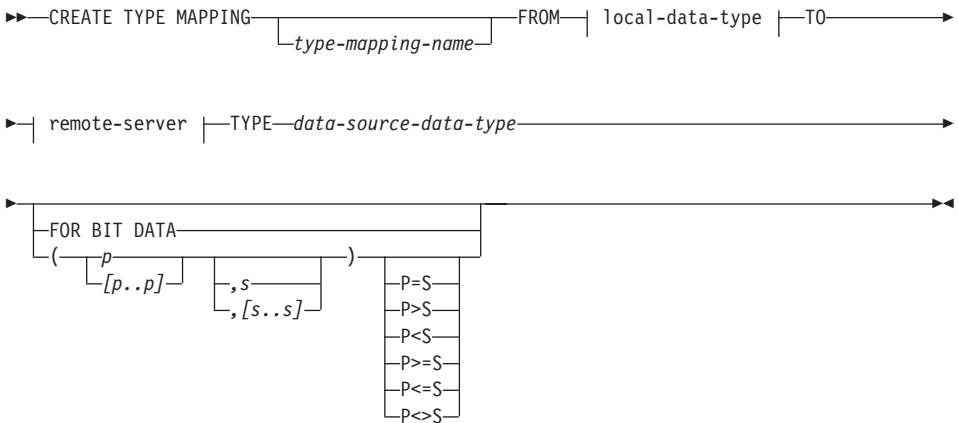 CREATE TYPE MAPPING FROM local-data-type TO
type-mapping-name
remote-server TYPE data-source-data-type
FOR BIT DATA
( p )
[p..p] ,s P=S
,[s..s] P>S
P<S
P>=S
P<=S
P<>S